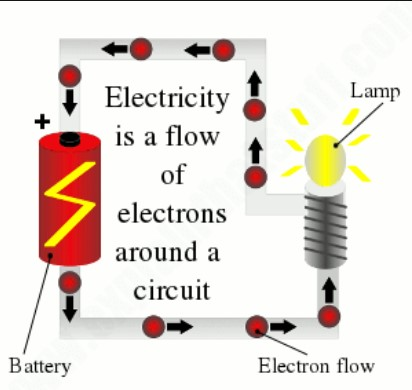 Electricity
is a flow
of
electrons
around a
circuit
Lamp
+
Battery
Electron flow